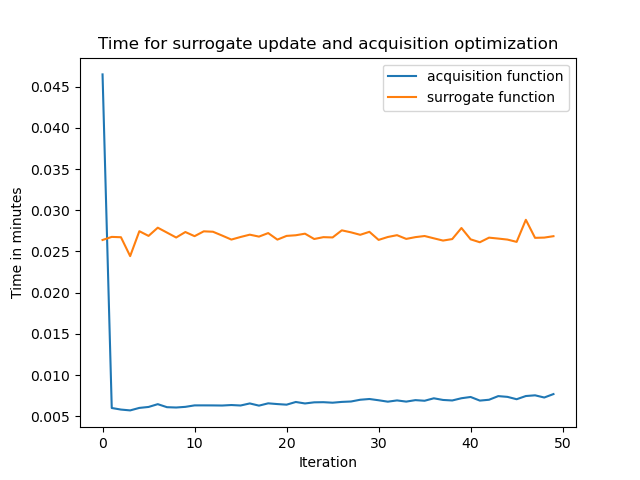 Time for surrogate update and acquisition optimization
acquisition function
surrogate function
0.045
0.040
0.035
0.030
0.025
0.020
0.015
0.010
0.005
Time in minutes
0 10 20 30 40 50
Iteration